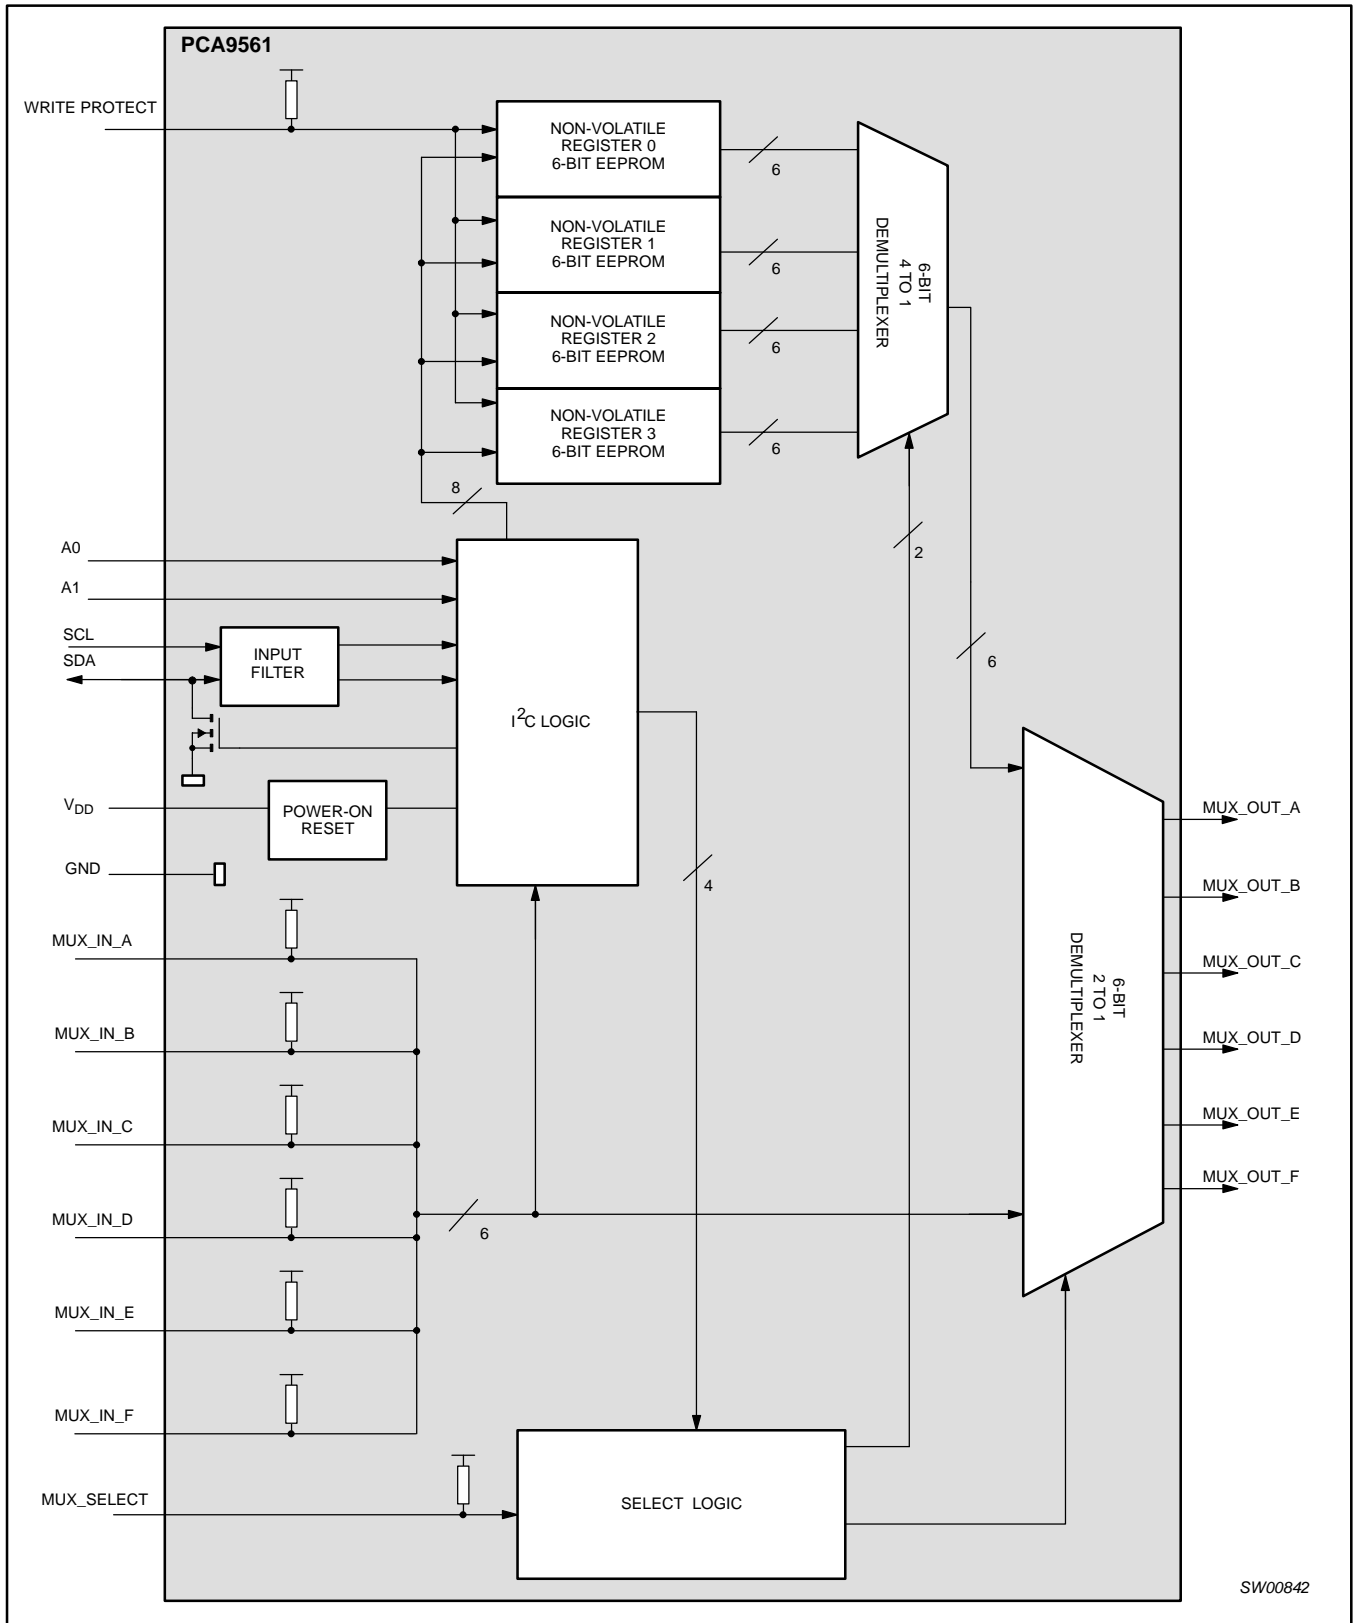 PCA9561
WRITE PROTECT
NON-VOLATILE
REGISTER 0
6-BIT EEPROM
6
NON-VOLATILE
REGISTER 1
6-BIT EEPROM
6
NON-VOLATILE
REGISTER 2
6-BIT EEPROM
6
NON-VOLATILE
REGISTER 3
6-BIT EEPROM
6
6-BIT
4 TO 1
DEMULTIPLEXER
8
2
A0
A1
SCL
SDA
INPUT
FILTER
I2C LOGIC
6
VDD
POWER-ON
RESET
GND
4
MUX_IN_A
MUX_IN_B
MUX_IN_C
MUX_IN_D
6
MUX_IN_E
MUX_IN_F
MUX_SELECT
SELECT LOGIC
6-BIT
2 TO 1
DEMULTIPLEXER
MUX_OUT_A
MUX_OUT_B
MUX_OUT_C
MUX_OUT_D
MUX_OUT_E
MUX_OUT_F
SW00842